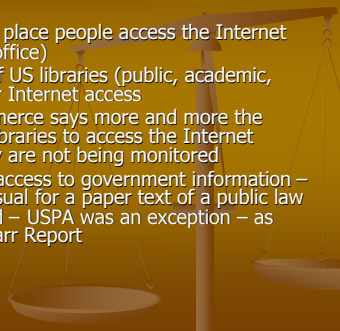 place people access the Internet
office)
US libraries (public, academic,
Internet access
merce says more and more the
braries to access the Internet
are not being monitored
access to government information –
sual for a paper text of a public law
– USPA was an exception – as
arr Report